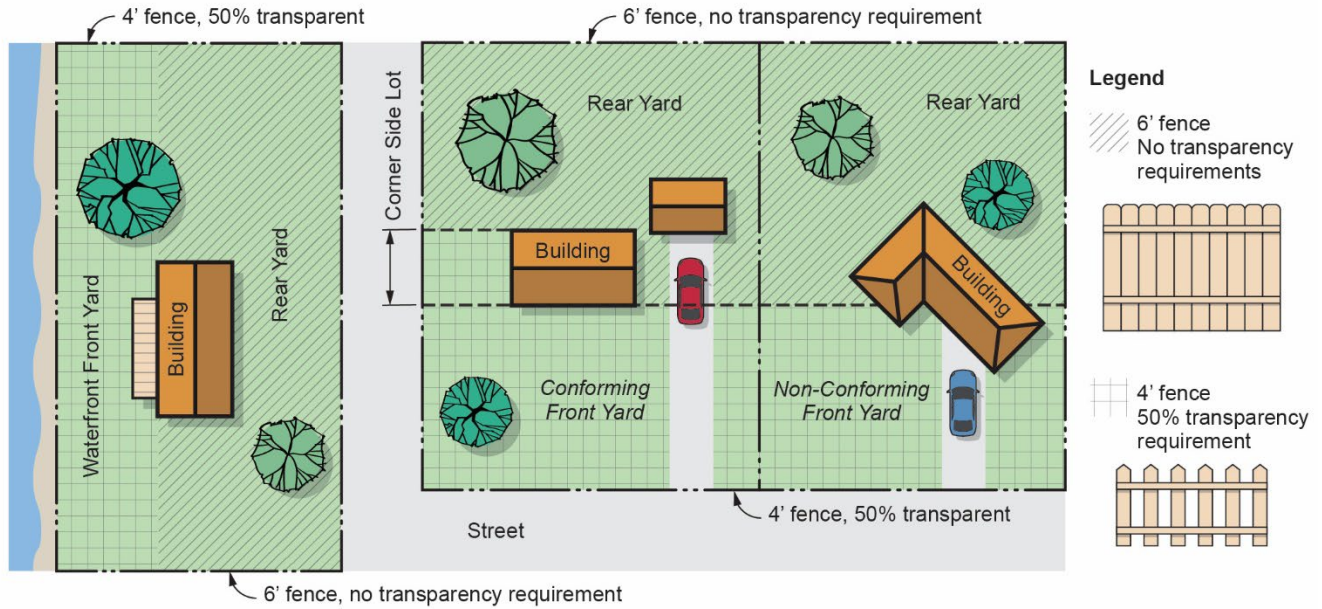 4' fence, 50% transparent
6' fence, no transparency requirement
Waterfront Front Yard
Building
Rear Yard
Corner Side Lot
Rear Yard
Building
Conforming
Front Yard
Rear Yard
Building
Non-Conforming
Front Yard
4' fence, 50% transparent
Street
6' fence, no transparency requirement
Legend
6' fence
No transparency
requirements
4' fence
50% transparency
requirement